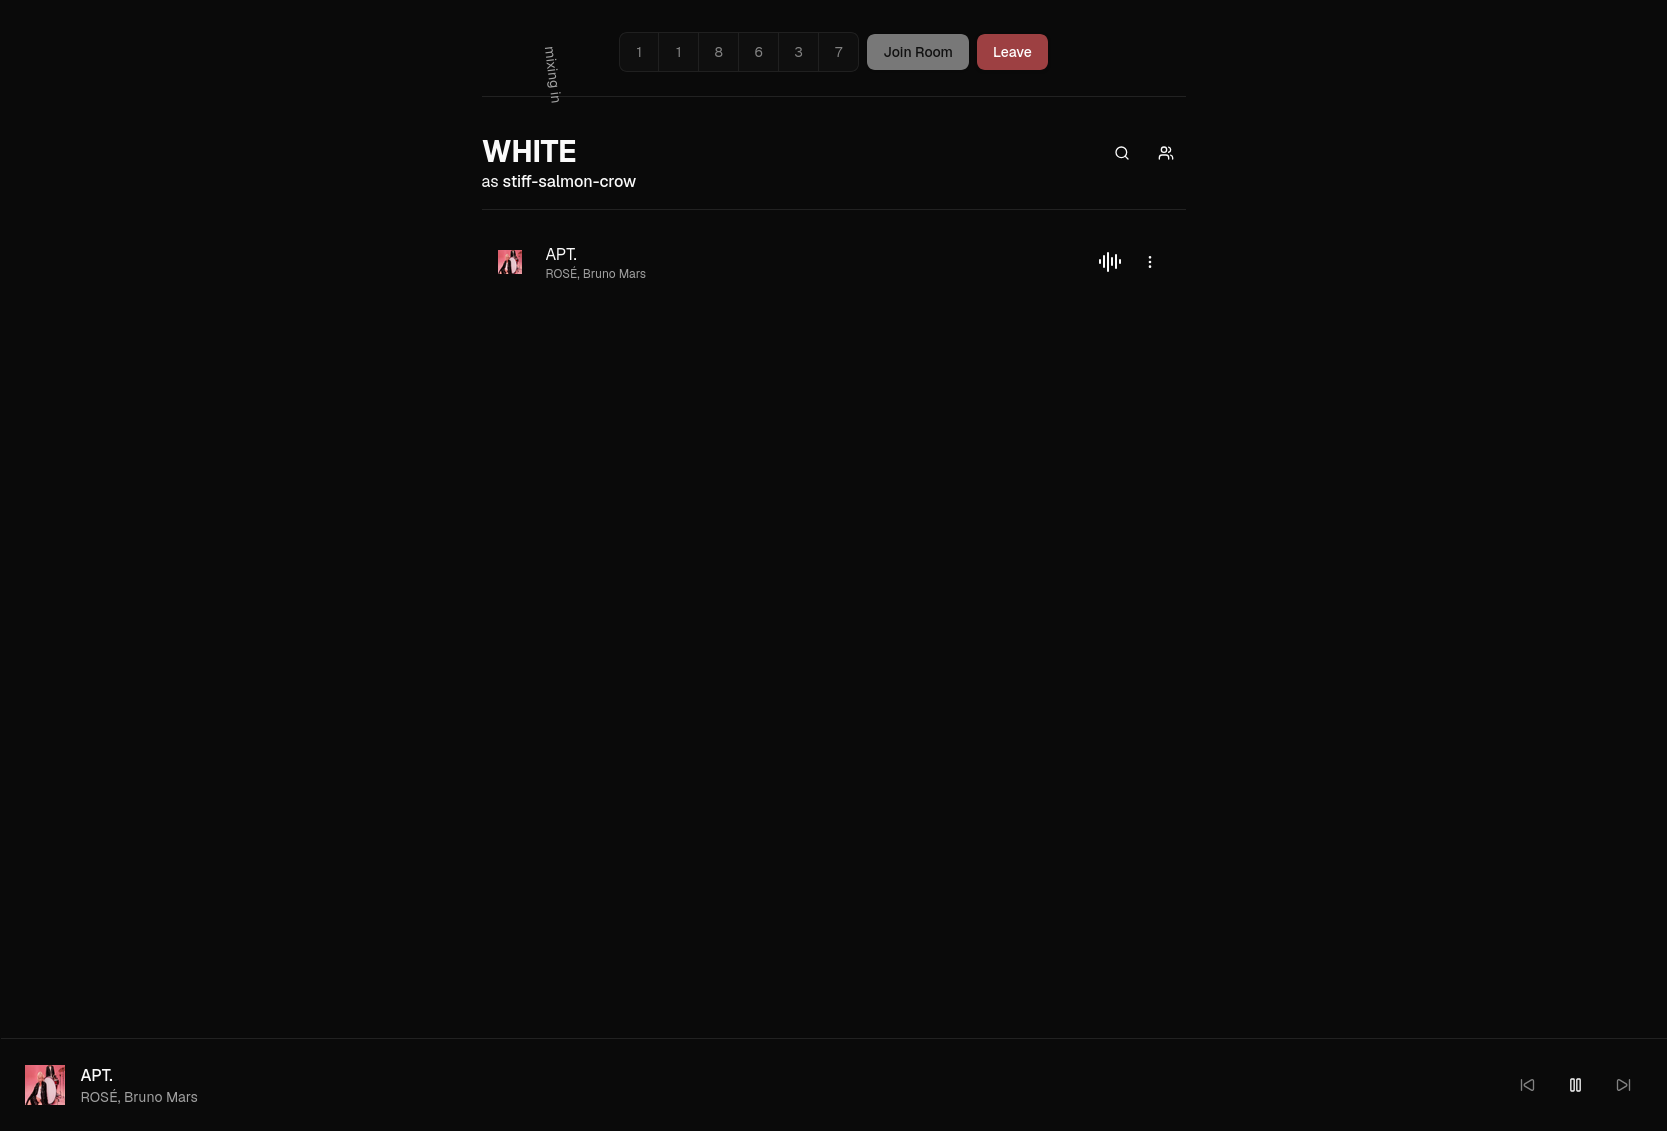 mixing in
1 1 8 6 3 7
Join Room
Leave
WHITE
as stiff-salmon-crow
APT.
ROSÉ, Bruno Mars
APT.
ROSÉ, Bruno Mars